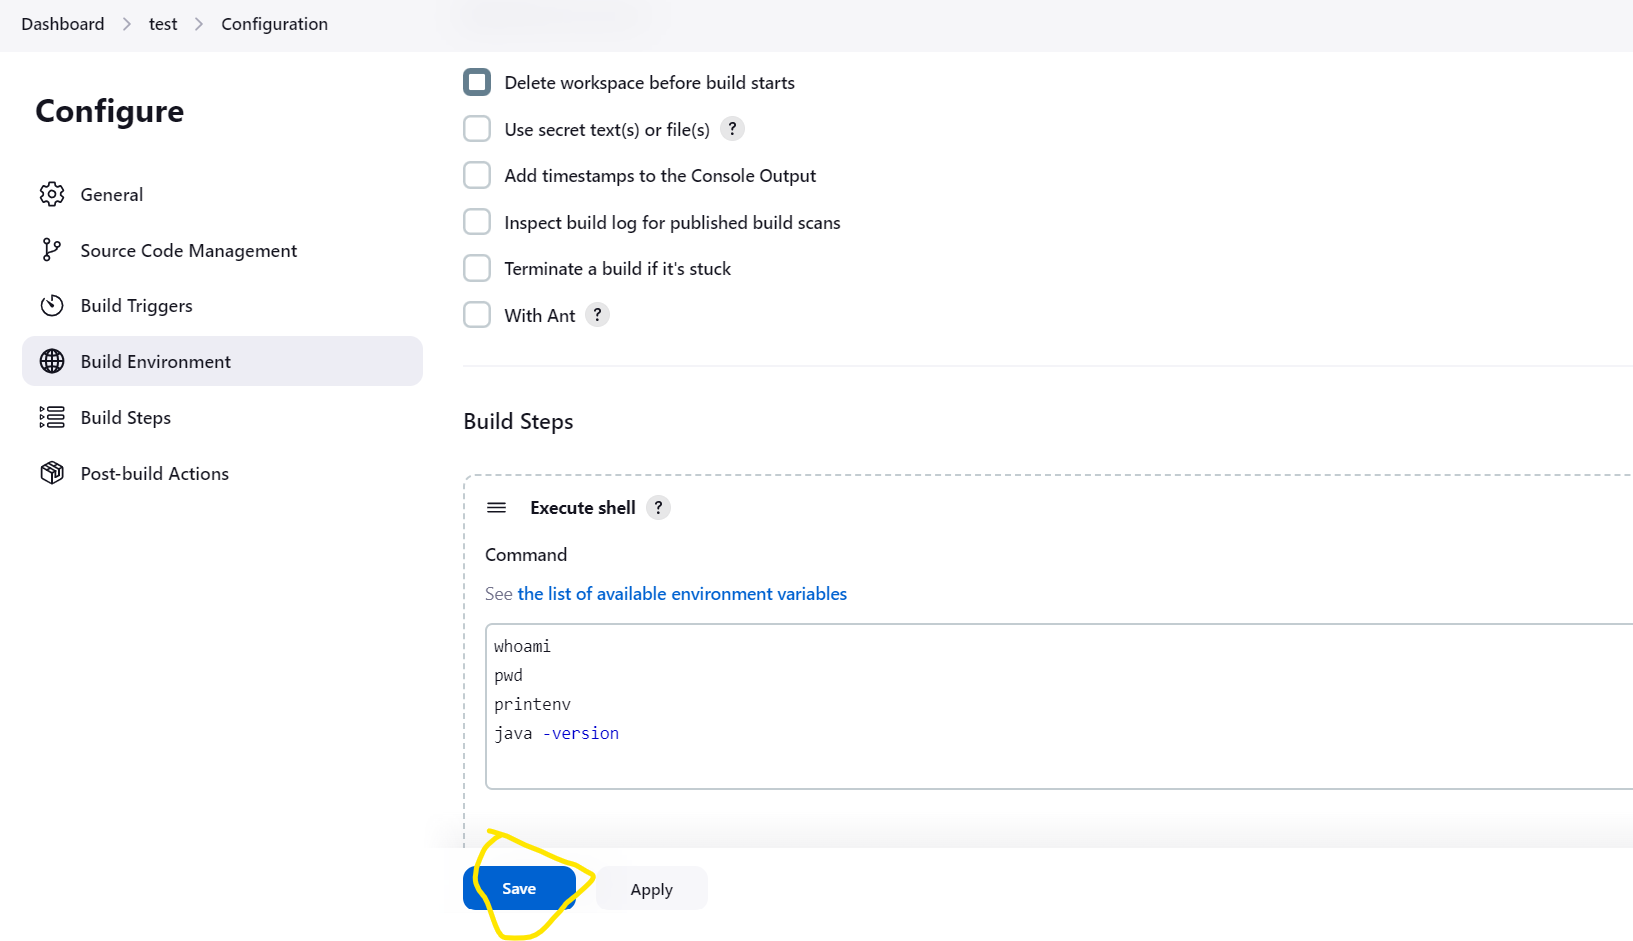 Dashboard > test > Configuration
Configure
General
Source Code Management
Build Triggers
Build Environment
Build Steps
Post-build Actions
Delete workspace before build starts
Use secret text(s) or file(s) ?
Add timestamps to the Console Output
Inspect build log for published build scans
Terminate a build if it's stuck
With Ant ?
Build Steps
Execute shell ?
Command
See the list of available environment variables
whoami
pwd
printenv
java -version
Save
Apply